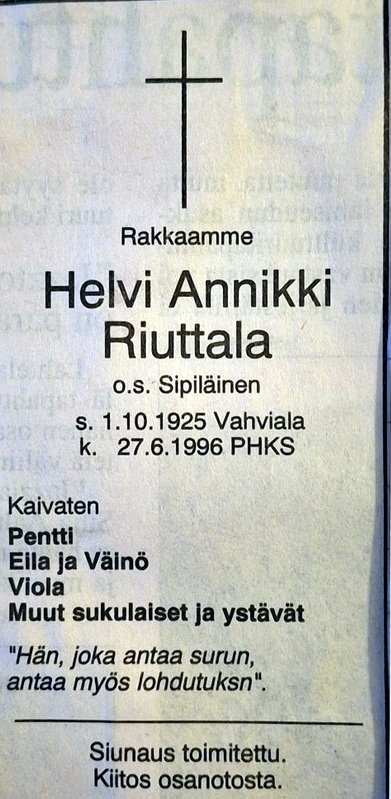 Rakkaamme
Helvi Annikki
Riuttala
o.s. Sipiläinen
s. 1.10.1925 Vahviala
k. 27.6.1996 PHKS
Kaivaten
Pentti
Eila ja Väinö
Viola
Muut sukulaiset ja ystävät
"Hän, joka antaa surun,
antaa myös lohdutuksn".
Siunaus toimitettu.
Kiitos osanotosta.